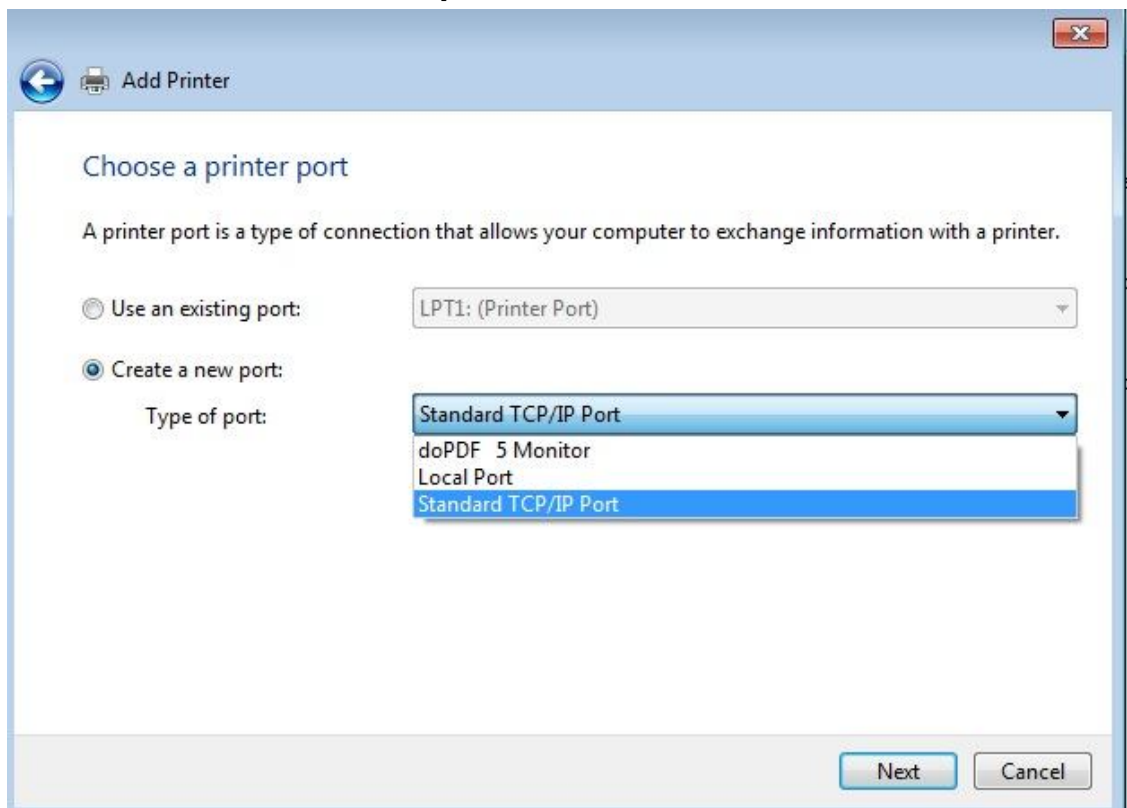 Add Printer
Choose a printer port
A printer port is a type of connection that allows your computer to exchange information with a printer.
Use an existing port: LPT1: (Printer Port)
Create a new port:
Type of port: Standard TCP/IP Port
doPDF 5 Monitor
Local Port
Standard TCP/IP Port
Next Cancel